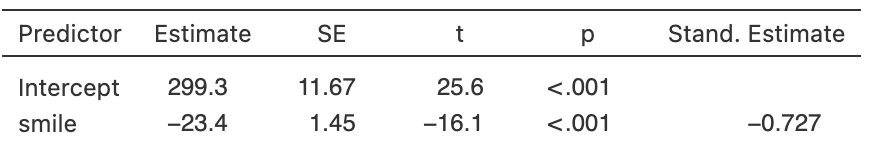 Predictor Estimate SE t p Stand. Estimate
Intercept 299.3 11.67 25.6 <.001
smile −23.4 1.45 −16.1 <.001 −0.727